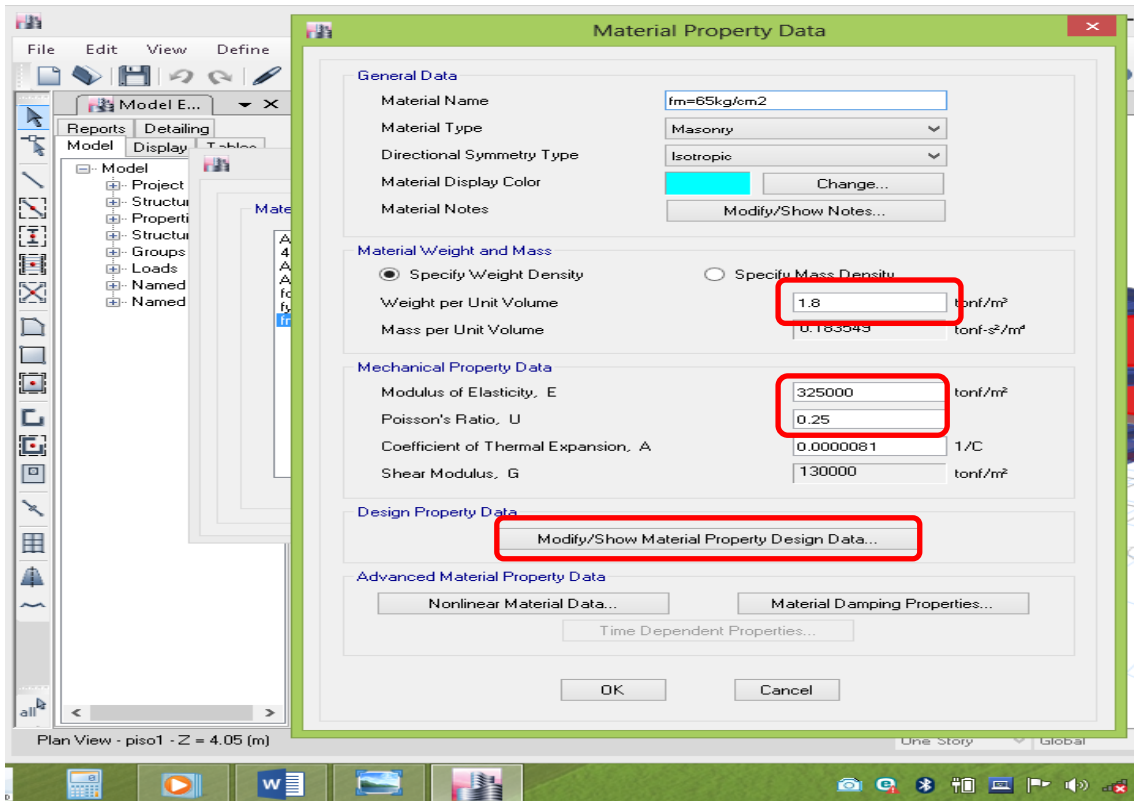 Material Property Data
File Edit View Define
Model E...
Reports Detailing
Model Display Tables
Model
Project
Structu
Properti
Structu
Groups
Loads
Named
Named
Mate
General Data
Material Name fm=65kg/cm2
Material Type Masonry
Directional Symmetry Type Isotropic
Material Display Color Change...
Material Notes Modify/Show Notes...
Material Weight and Mass
Specify Weight Density Specify Mass Density
Weight per Unit Volume 1.8 tonf/m³
Mass per Unit Volume 0.183549 tonf-s²/m⁴
Mechanical Property Data
Modulus of Elasticity, E 325000 tonf/m²
Poisson's Ratio, U 0.25
Coefficient of Thermal Expansion, A 0.0000081 1/C
Shear Modulus, G 130000 tonf/m²
Design Property Data
Modify/Show Material Property Design Data...
Advanced Material Property Data
Nonlinear Material Data... Material Damping Properties...
Time Dependent Properties...
OK Cancel
all
Plan View - piso1 - Z = 4.05 (m) One Story Global